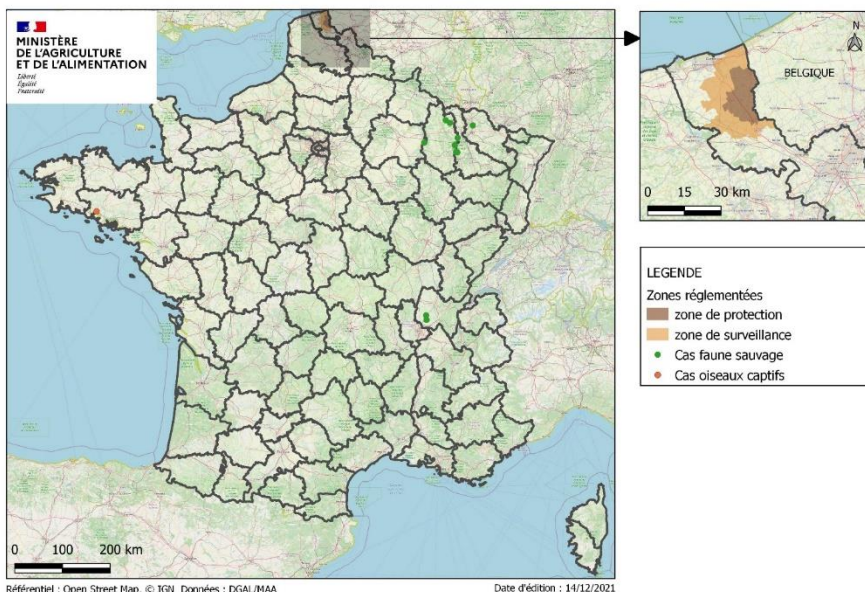 MINISTÈRE
DE L'AGRICULTURE
ET DE L'ALIMENTATION
Liberté
Égalité
Fraternité
N
BELGIQUE
0 15 30 km
LEGENDE
Zones réglementées
zone de protection
zone de surveillance
Cas faune sauvage
Cas oiseaux captifs
0 100 200 km
Référentiel : Open Street Map, © IGN Données : DGAL/MAA
Date d'édition : 14/12/2021